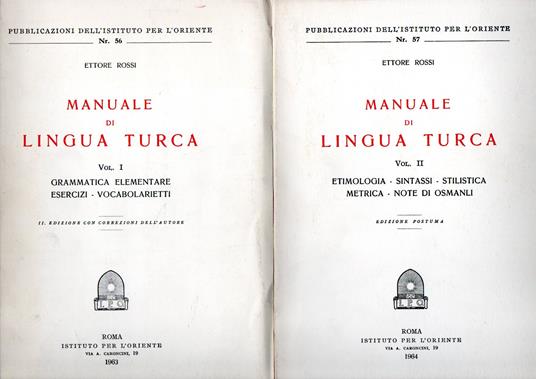 PUBBLICAZIONI DELL'ISTITUTO PER L'ORIENTE
Nr. 56
ETTORE ROSSI
MANUALE
DI
LINGUA TURCA
VOL. I
GRAMMATICA ELEMENTARE
ESERCIZI - VOCABOLARIETTI
II. EDIZIONE CON CORREZIONI DELL'AUTORE
I.P.O.
ROMA
ISTITUTO PER L'ORIENTE
VIA A. CARONCINI, 19
1963
PUBBLICAZIONI DELL'ISTITUTO PER L'ORIENTE
Nr. 57
ETTORE ROSSI
MANUALE
DI
LINGUA TURCA
VOL. II
ETIMOLOGIA - SINTASSI - STILISTICA
METRICA - NOTE DI OSMANLI
EDIZIONE POSTUMA
I.P.O.
ROMA
ISTITUTO PER L'ORIENTE
VIA A. CARONCINI, 19
1964